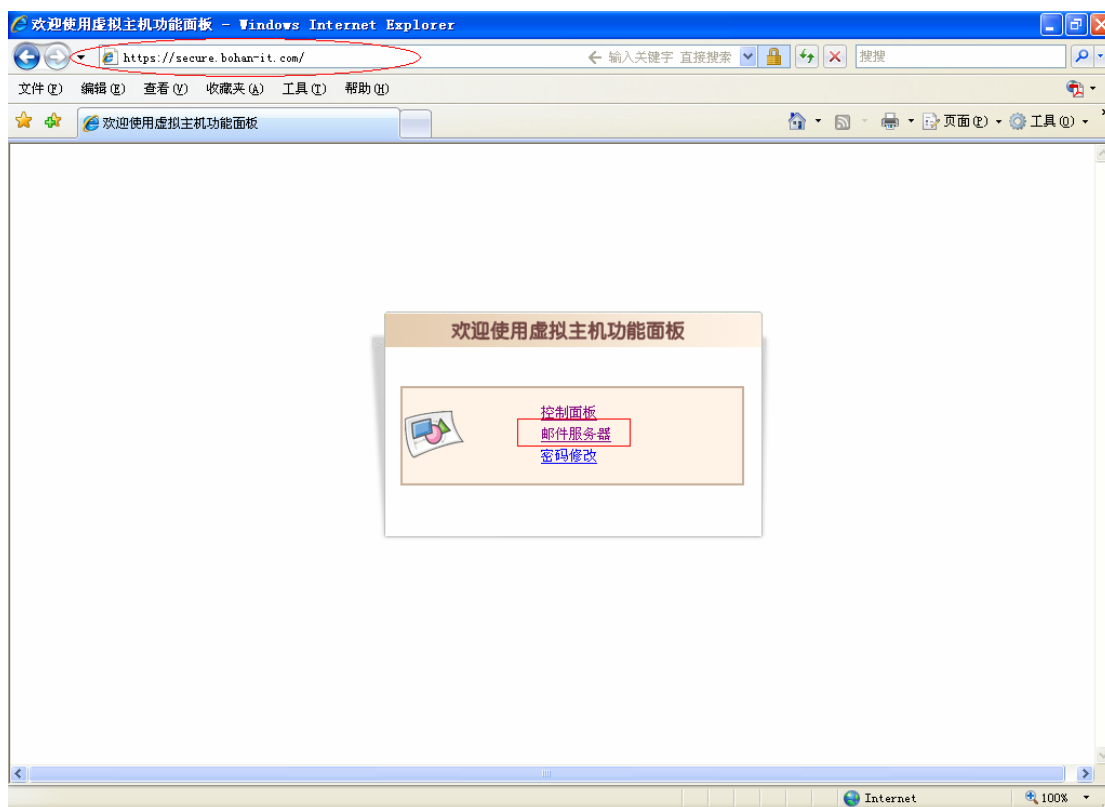 欢迎使用虚拟主机功能面板 - Windows Internet Explorer
https://secure.bohan-it.com/ ← 输入关键字 直接搜索 搜搜
文件(F) 编辑(E) 查看(V) 收藏夹(A) 工具(T) 帮助(H)
欢迎使用虚拟主机功能面板 页面(P) 工具(O)
欢迎使用虚拟主机功能面板
控制面板
邮件服务器
密码修改
Internet 100%